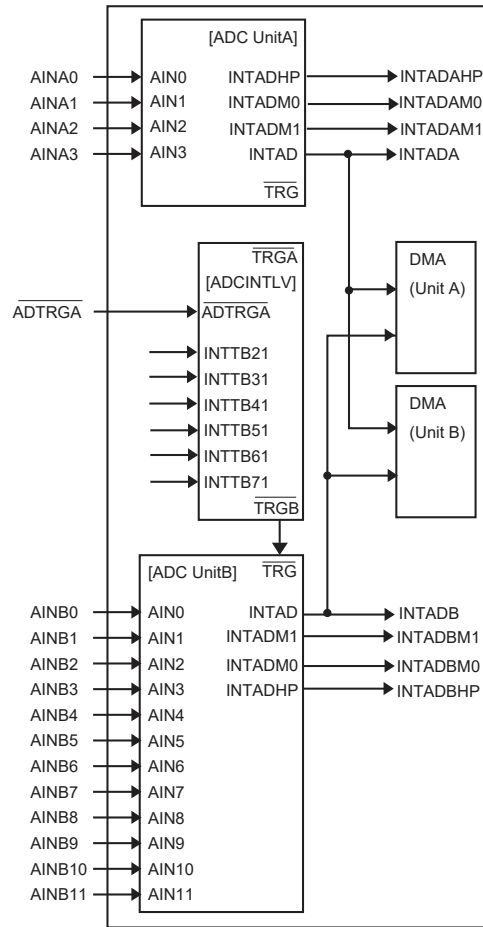 [ADC UnitA]
AINA0 AIN0 INTADHP INTADAHP
AINA1 AIN1 INTADM0 INTADAM0
AINA2 AIN2 INTADM1 INTADAM1
AINA3 AIN3 INTAD INTADA
TRG
TRGA
[ADCINTLV]
ADTRGA ADTRGA
INTTB21
INTTB31
INTTB41
INTTB51
INTTB61
INTTB71
TRGB
DMA
(Unit A)
DMA
(Unit B)
[ADC UnitB] TRG
AINB0 AIN0 INTAD INTADB
AINB1 AIN1 INTADM1 INTADBM1
AINB2 AIN2 INTADM0 INTADBM0
AINB3 AIN3 INTADHP INTADBHP
AINB4 AIN4
AINB5 AIN5
AINB6 AIN6
AINB7 AIN7
AINB8 AIN8
AINB9 AIN9
AINB10 AIN10
AINB11 AIN11